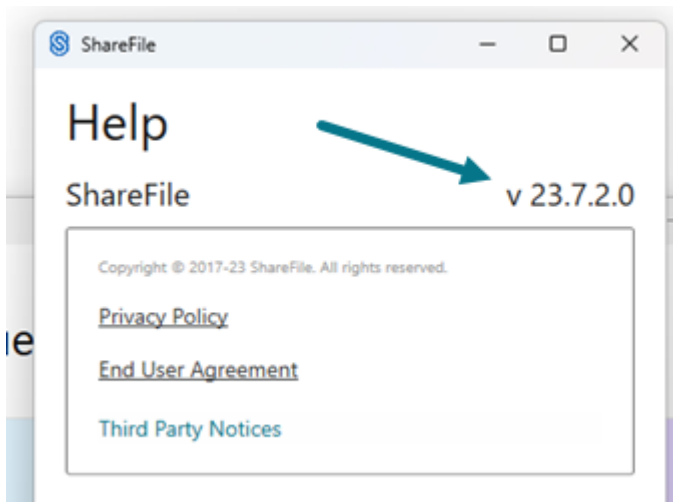 ShareFile
Help
ShareFile
v 23.7.2.0
Copyright © 2017-23 ShareFile. All rights reserved.
Privacy Policy
End User Agreement
Third Party Notices